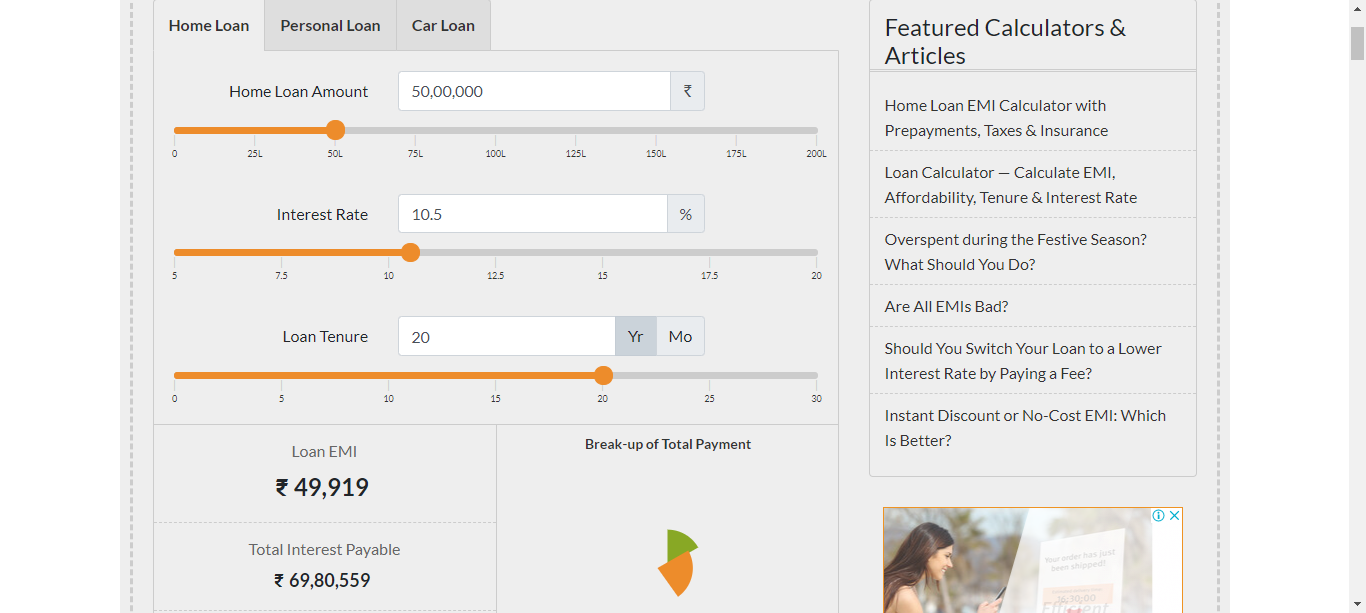 Home Loan
Personal Loan
Car Loan
Home Loan Amount
50,00,000
₹
0
25L
50L
75L
100L
125L
150L
175L
200L
Interest Rate
10.5
%
5
7.5
10
12.5
15
17.5
20
Loan Tenure
20
Yr
Mo
0
5
10
15
20
25
30
Loan EMI
₹ 49,919
Total Interest Payable
₹ 69,80,559
Break-up of Total Payment
Featured Calculators &
Articles
Home Loan EMI Calculator with
Prepayments, Taxes & Insurance
Loan Calculator — Calculate EMI,
Affordability, Tenure & Interest Rate
Overspent during the Festive Season?
What Should You Do?
Are All EMIs Bad?
Should You Switch Your Loan to a Lower
Interest Rate by Paying a Fee?
Instant Discount or No-Cost EMI: Which
Is Better?
Your order has just
been shipped!
16:30:00
Efficient